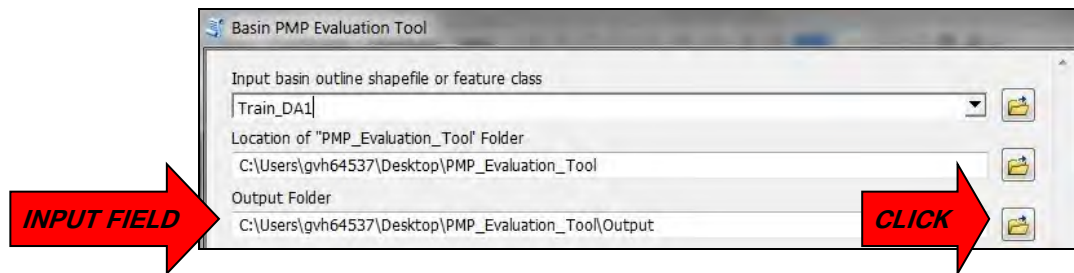 Basin PMP Evaluation Tool
Input basin outline shapefile or feature class
Train_DA1
Location of "PMP_Evaluation_Tool' Folder
C:\Users\gvh64537\Desktop\PMP_Evaluation_Tool
Output Folder
INPUT FIELD
C:\Users\gvh64537\Desktop\PMP_Evaluation_Tool\Output
CLICK